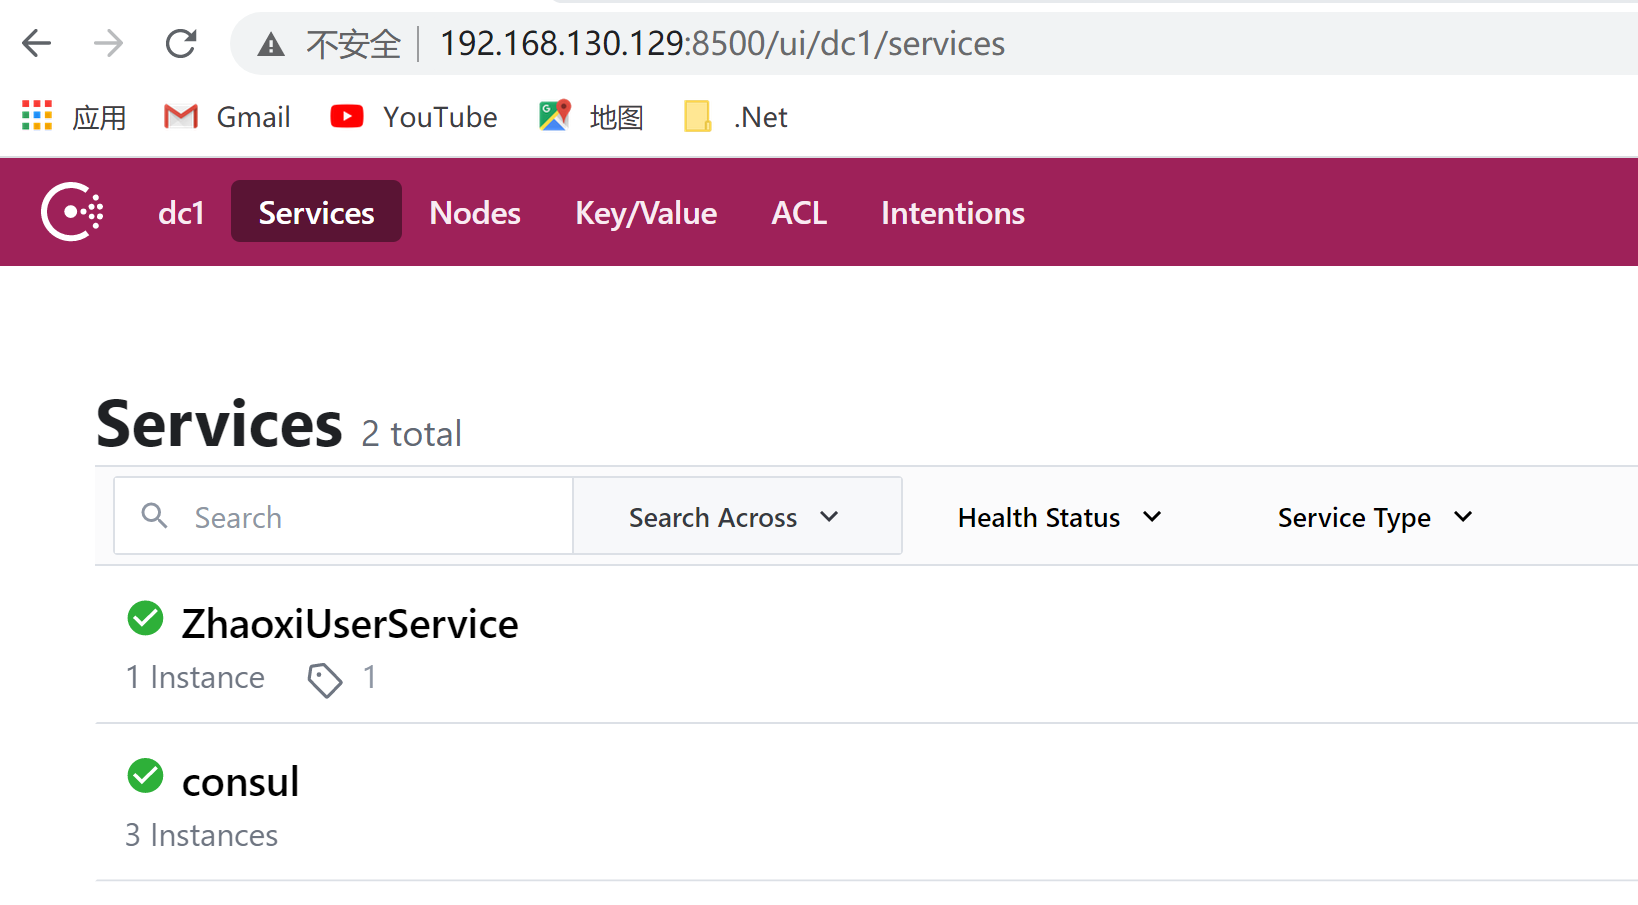 不安全 192.168.130.129:8500/ui/dc1/services
应用 Gmail YouTube 地图 .Net
dc1 Services Nodes Key/Value ACL Intentions
Services 2 total
Search Search Across Health Status Service Type
ZhaoxiUserService
1 Instance 1
consul
3 Instances